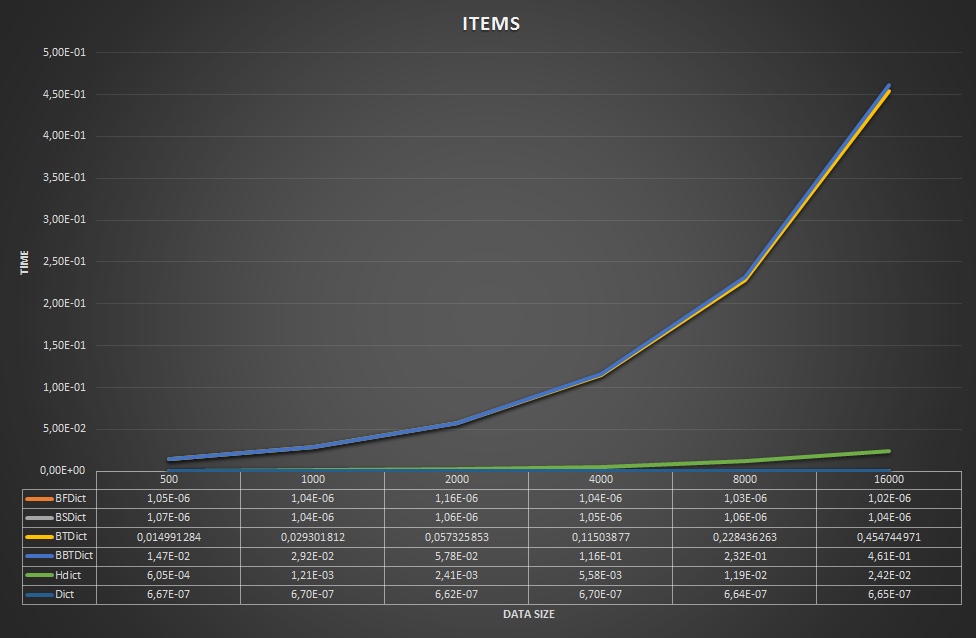 ITEMS
5,00E-01
4,50E-01
4,00E-01
3,50E-01
3,00E-01
2,50E-01
2,00E-01
1,50E-01
1,00E-01
5,00E-02
0,00E+00
TIME
500 1000 2000 4000 8000 16000
BFDict 1,05E-06 1,04E-06 1,16E-06 1,04E-06 1,03E-06 1,02E-06
BSDict 1,07E-06 1,04E-06 1,06E-06 1,05E-06 1,06E-06 1,04E-06
BTDict 0,014991284 0,029301812 0,057325853 0,11503877 0,228436263 0,454744971
BBTDict 1,47E-02 2,92E-02 5,78E-02 1,16E-01 2,32E-01 4,61E-01
Hdict 6,05E-04 1,21E-03 2,41E-03 5,58E-03 1,19E-02 2,42E-02
Dict 6,67E-07 6,70E-07 6,62E-07 6,70E-07 6,64E-07 6,65E-07
DATA SIZE